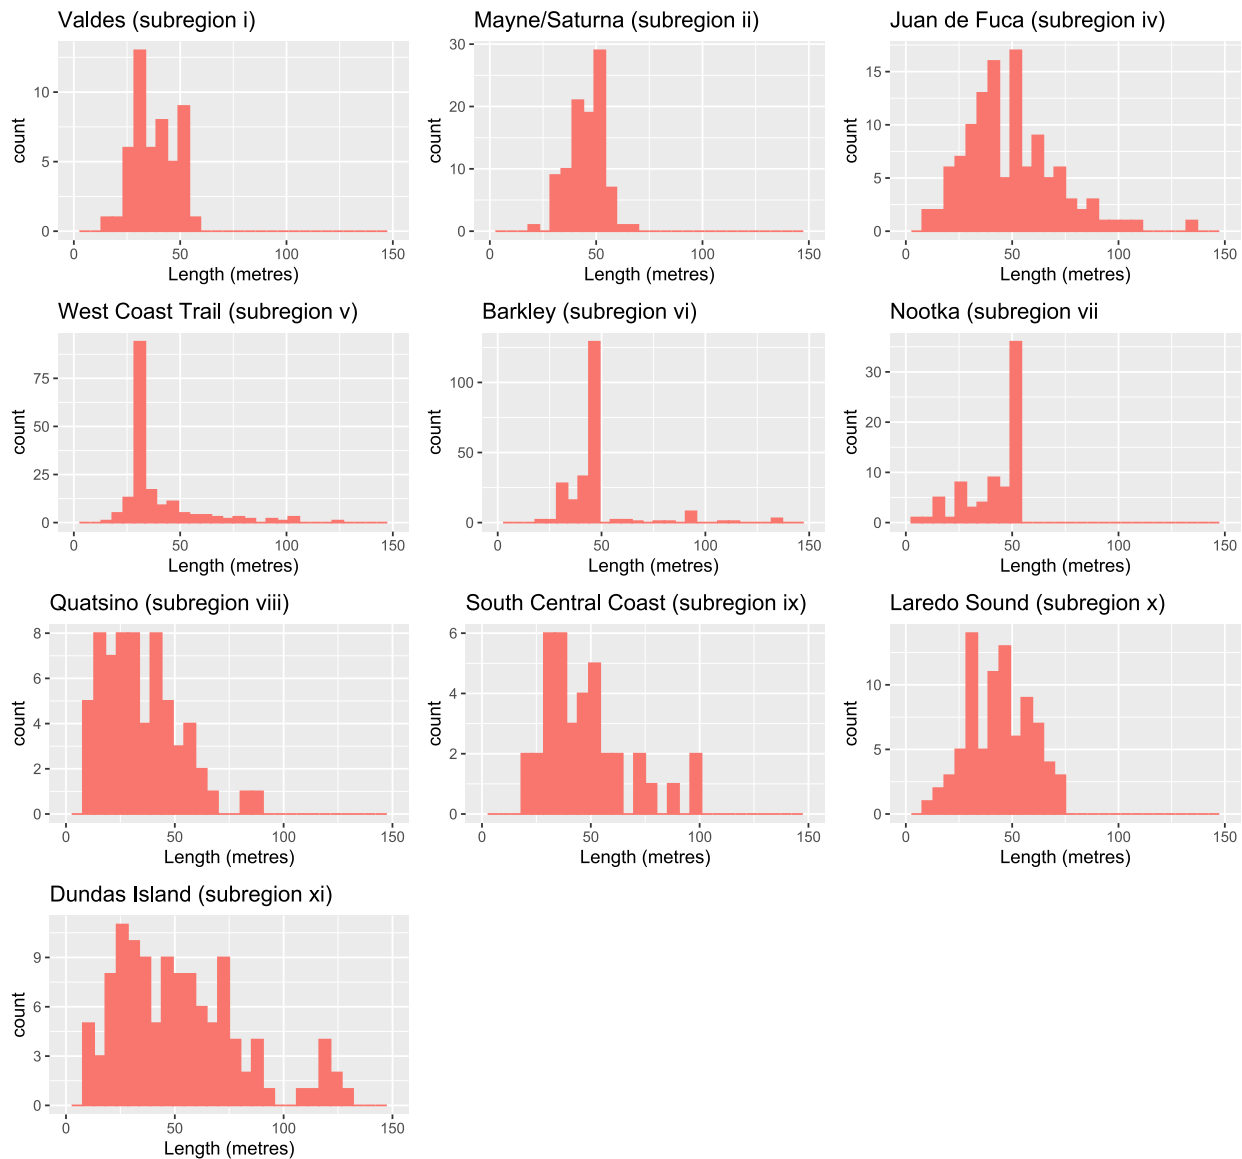 Valdes (subregion i)
10
5
0
count
0 50 100 150
Length (metres)
Mayne/Saturna (subregion ii)
30
20
10
0
count
0 50 100 150
Length (metres)
Juan de Fuca (subregion iv)
15
10
5
0
count
0 50 100 150
Length (metres)
West Coast Trail (subregion v)
75
50
25
0
count
0 50 100 150
Length (metres)
Barkley (subregion vi)
100
50
0
count
0 50 100 150
Length (metres)
Nootka (subregion vii
30
20
10
0
count
0 50 100 150
Length (metres)
Quatsino (subregion viii)
8
6
4
2
0
count
0 50 100 150
Length (metres)
South Central Coast (subregion ix)
6
4
2
0
count
0 50 100 150
Length (metres)
Laredo Sound (subregion x)
10
5
0
count
0 50 100 150
Length (metres)
Dundas Island (subregion xi)
9
6
3
0
count
0 50 100 150
Length (metres)